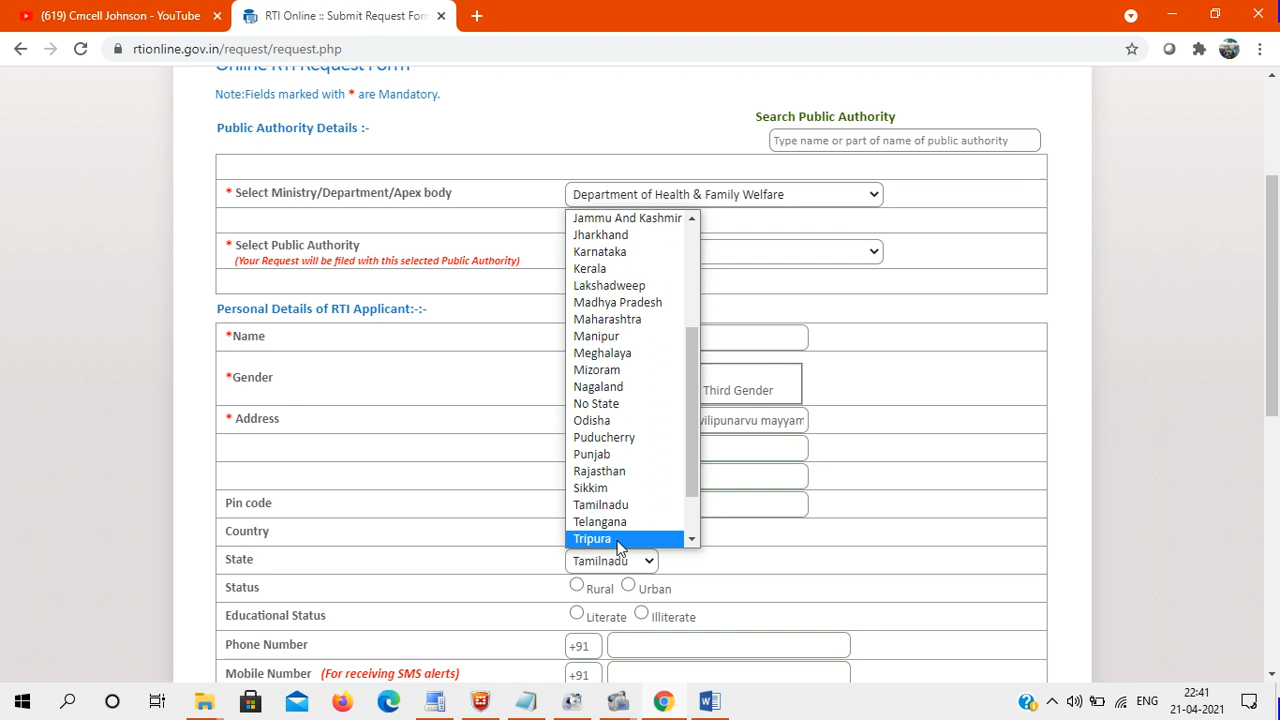 (619) Cmcell Johnson - YouTube
RTI Online :: Submit Request Form
rtionline.gov.in/request/request.php
Online RTI Request Form
Note:Fields marked with * are Mandatory.
Public Authority Details :-
Search Public Authority
Type name or part of name of public authority
* Select Ministry/Department/Apex body
Department of Health & Family Welfare
* Select Public Authority
(Your Request will be filed with this selected Public Authority)
Jammu And Kashmir
Jharkhand
Karnataka
Kerala
Lakshadweep
Madhya Pradesh
Maharashtra
Manipur
Meghalaya
Mizoram
Nagaland
No State
Odisha
Puducherry
Punjab
Rajasthan
Sikkim
Tamilnadu
Telangana
Tripura
Personal Details of RTI Applicant:-:-
*Name
*Gender
Third Gender
* Address
vilipunarvu mayyam
Pin code
Country
State
Tamilnadu
Status
Rural Urban
Educational Status
Literate Illiterate
Phone Number
+91
Mobile Number (For receiving SMS alerts)
+91
ENG
22:41
21-04-2021